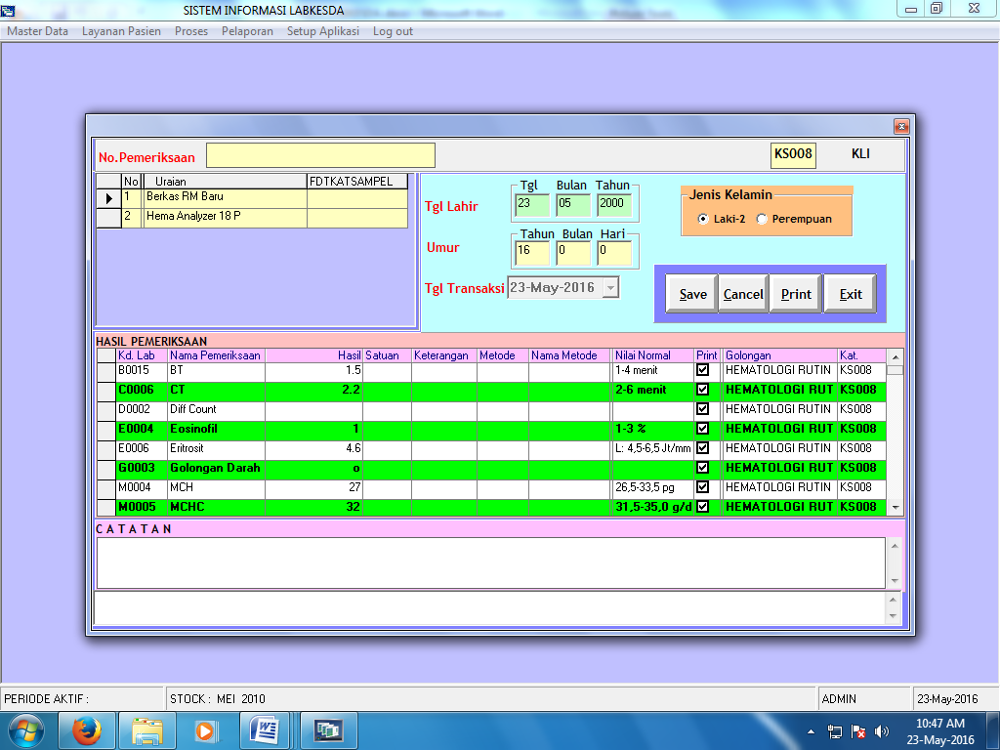 SISTEM INFORMASI LABKESDA
Master Data Layanan Pasien Proses Pelaporan Setup Aplikasi Log out
No.Pemeriksaan KS008 KLI
No Uraian FDTKATSAMPEL
1 Berkas RM Baru
2 Hema Analyzer 18 P
Tgl Bulan Tahun
Tgl Lahir 23 05 2000
Tahun Bulan Hari
Umur 16 0 0
Tgl Transaksi 23-May-2016
Jenis Kelamin
Laki-2 Perempuan
Save Cancel Print Exit
HASIL PEMERIKSAAN
Kd. Lab Nama Pemeriksaan Hasil Satuan Keterangan Metode Nama Metode Nilai Normal Print Golongan Kat.
B0015 BT 1.5 1-4 menit HEMATOLOGI RUTIN KS008
C0006 CT 2.2 2-6 menit HEMATOLOGI RUT KS008
D0002 Diff Count HEMATOLOGI RUTIN KS008
E0004 Eosinofil 1 1-3 % HEMATOLOGI RUT KS008
E0006 Eritrosit 4.6 L: 4,5-6,5 Jt/mm HEMATOLOGI RUTIN KS008
G0003 Golongan Darah o HEMATOLOGI RUT KS008
M0004 MCH 27 26,5-33,5 pg HEMATOLOGI RUTIN KS008
M0005 MCHC 32 31,5-35,0 g/d HEMATOLOGI RUT KS008
C A T A T A N
PERIODE AKTIF : STOCK : MEI 2010 ADMIN 23-May-2016
10:47 AM
23-May-2016